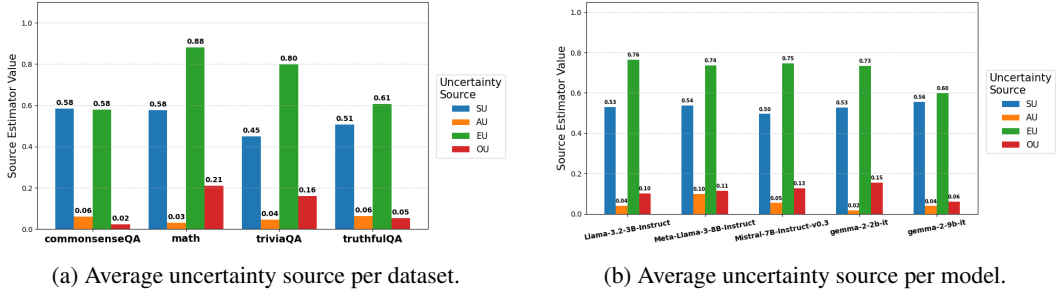 1.0
0.8
0.6
0.4
0.2
0.0
Source Estimator Value
0.58
0.06
0.58
0.02
0.58
0.03
0.88
0.21
0.45
0.04
0.80
0.16
0.51
0.06
0.61
0.05
commonsenseQA
math
triviaQA
truthfulQA
Uncertainty
Source
SU
AU
EU
OU
(a) Average uncertainty source per dataset.
1.0
0.8
0.6
0.4
0.2
0.0
Source Estimator Value
0.53
0.04
0.76
0.10
0.54
0.10
0.74
0.11
0.50
0.05
0.75
0.13
0.53
0.02
0.73
0.15
0.56
0.04
0.60
0.06
Llama-3.2-3B-Instruct
Meta-Llama-3-8B-Instruct
Mistral-7B-Instruct-v0.3
gemma-2-2b-it
gemma-2-9b-it
Uncertainty
Source
SU
AU
EU
OU
(b) Average uncertainty source per model.